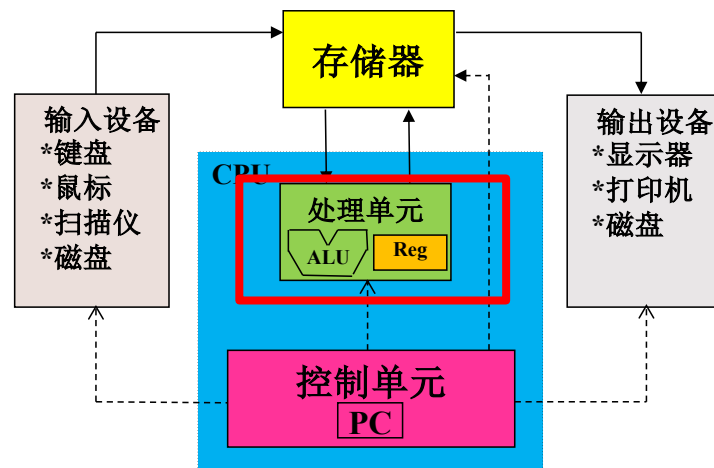 存储器
输入设备
*键盘
*鼠标
*扫描仪
*磁盘
CPU
处理单元
ALU
Reg
控制单元
PC
输出设备
*显示器
*打印机
*磁盘